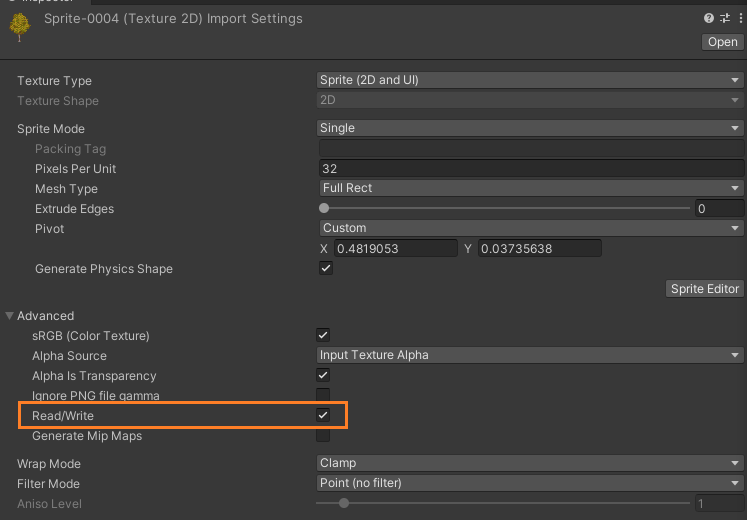 Sprite-0004 (Texture 2D) Import Settings
Open
Texture Type Sprite (2D and UI)
Texture Shape 2D
Sprite Mode Single
Packing Tag
Pixels Per Unit 32
Mesh Type Full Rect
Extrude Edges 0
Pivot Custom
X 0.4819053 Y 0.03735638
Generate Physics Shape
Sprite Editor
Advanced
sRGB (Color Texture)
Alpha Source Input Texture Alpha
Alpha Is Transparency
Ignore PNG file gamma
Read/Write
Generate Mip Maps
Wrap Mode Clamp
Filter Mode Point (no filter)
Aniso Level 1